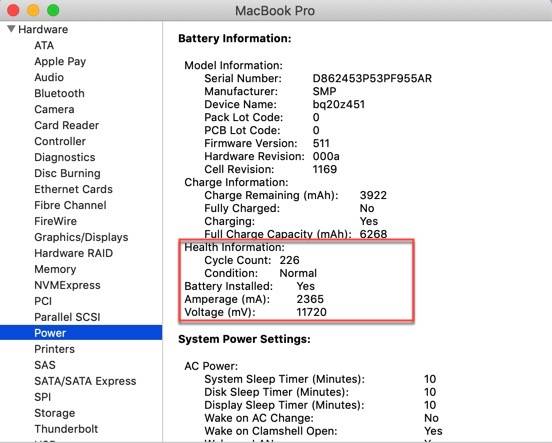 MacBook Pro
Hardware
ATA
Apple Pay
Audio
Bluetooth
Camera
Card Reader
Controller
Diagnostics
Disc Burning
Ethernet Cards
Fibre Channel
FireWire
Graphics/Displays
Hardware RAID
Memory
NVMExpress
PCI
Parallel SCSI
Power
Printers
SAS
SATA/SATA Express
SPI
Storage
Thunderbolt
Battery Information:
Model Information:
Serial Number: D862453P53PF955AR
Manufacturer: SMP
Device Name: bq20z451
Pack Lot Code: 0
PCB Lot Code: 0
Firmware Version: 511
Hardware Revision: 000a
Cell Revision: 1169
Charge Information:
Charge Remaining (mAh): 3922
Fully Charged: No
Charging: Yes
Full Charge Capacity (mAh): 6268
Health Information:
Cycle Count: 226
Condition: Normal
Battery Installed: Yes
Amperage (mA): 2365
Voltage (mV): 11720
System Power Settings:
AC Power:
System Sleep Timer (Minutes): 10
Disk Sleep Timer (Minutes): 10
Display Sleep Timer (Minutes): 10
Wake on AC Change: No
Wake on Clamshell Open: Yes